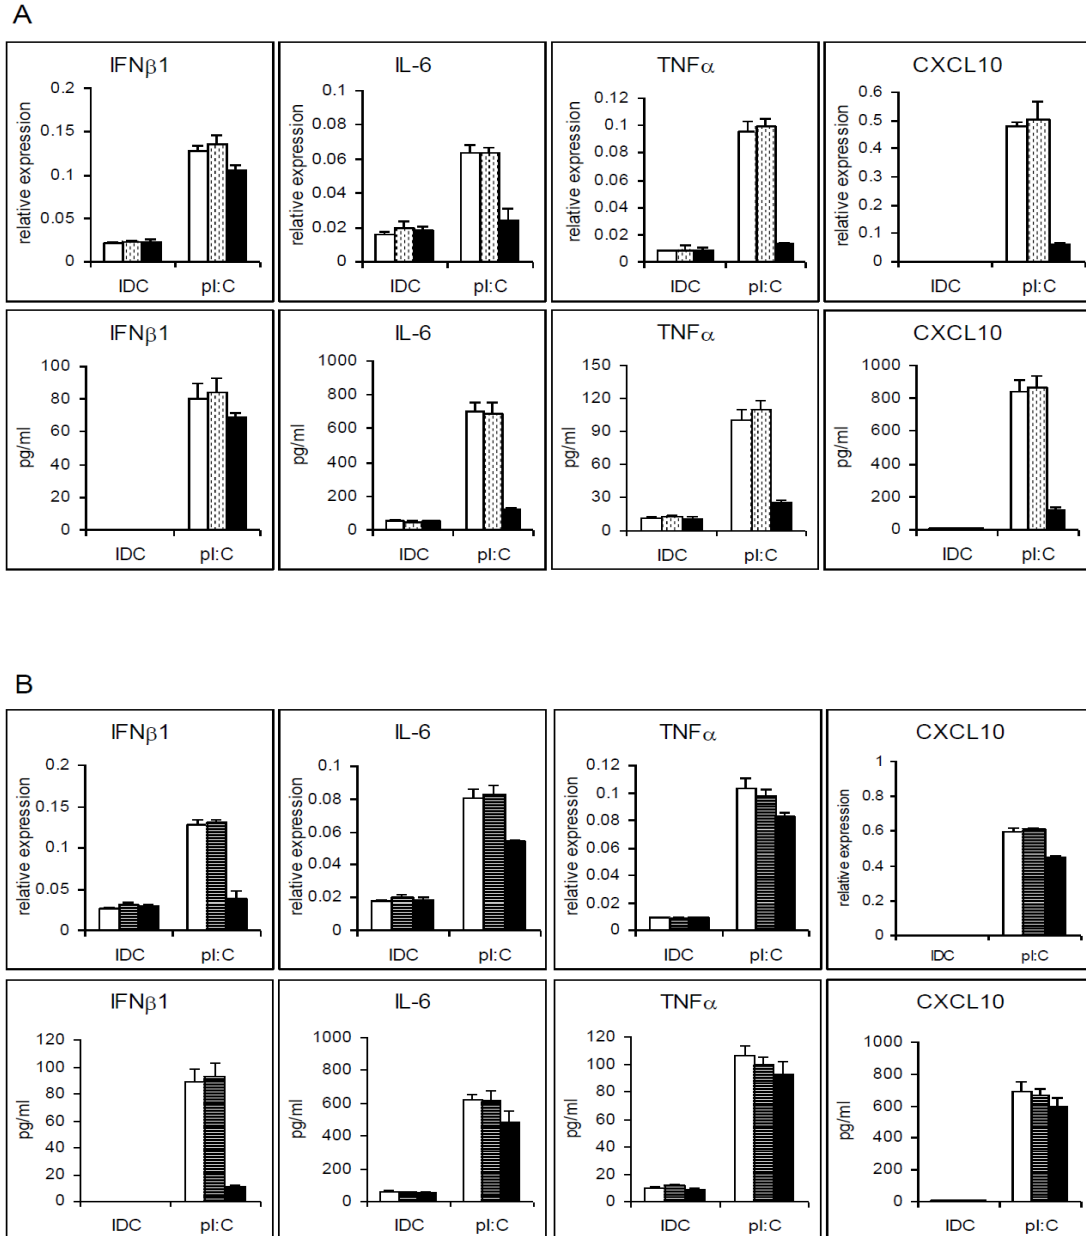 A
IFNβ1
relative expression
0.2
0.15
0.1
0.05
0
IDC pI:C
IL-6
relative expression
0.1
0.08
0.06
0.04
0.02
0
IDC pI:C
TNFα
relative expression
0.12
0.1
0.08
0.06
0.04
0.02
0
IDC pI:C
CXCL10
relative expression
0.6
0.5
0.4
0.3
0.2
0.1
0
IDC pI:C
IFNβ1
pg/ml
100
80
60
40
20
0
IDC pI:C
IL-6
pg/ml
1000
800
600
400
200
0
IDC pI:C
TNFα
pg/ml
150
120
90
60
30
0
IDC pI:C
CXCL10
pg/ml
1000
800
600
400
200
0
IDC pI:C
B
IFNβ1
relative expression
0.2
0.15
0.1
0.05
0
IDC pI:C
IL-6
relative expression
0.1
0.08
0.06
0.04
0.02
0
IDC pI:C
TNFα
relative expression
0.12
0.1
0.08
0.06
0.04
0.02
0
IDC pI:C
CXCL10
relative expression
1
0.8
0.6
0.4
0.2
0
IDC pI:C
IFNβ1
pg/ml
120
100
80
60
40
20
0
IDC pI:C
IL-6
pg/ml
1000
800
600
400
200
0
IDC pI:C
TNFα
pg/ml
120
100
80
60
40
20
0
IDC pI:C
CXCL10
pg/ml
1000
800
600
400
200
0
IDC pI:C